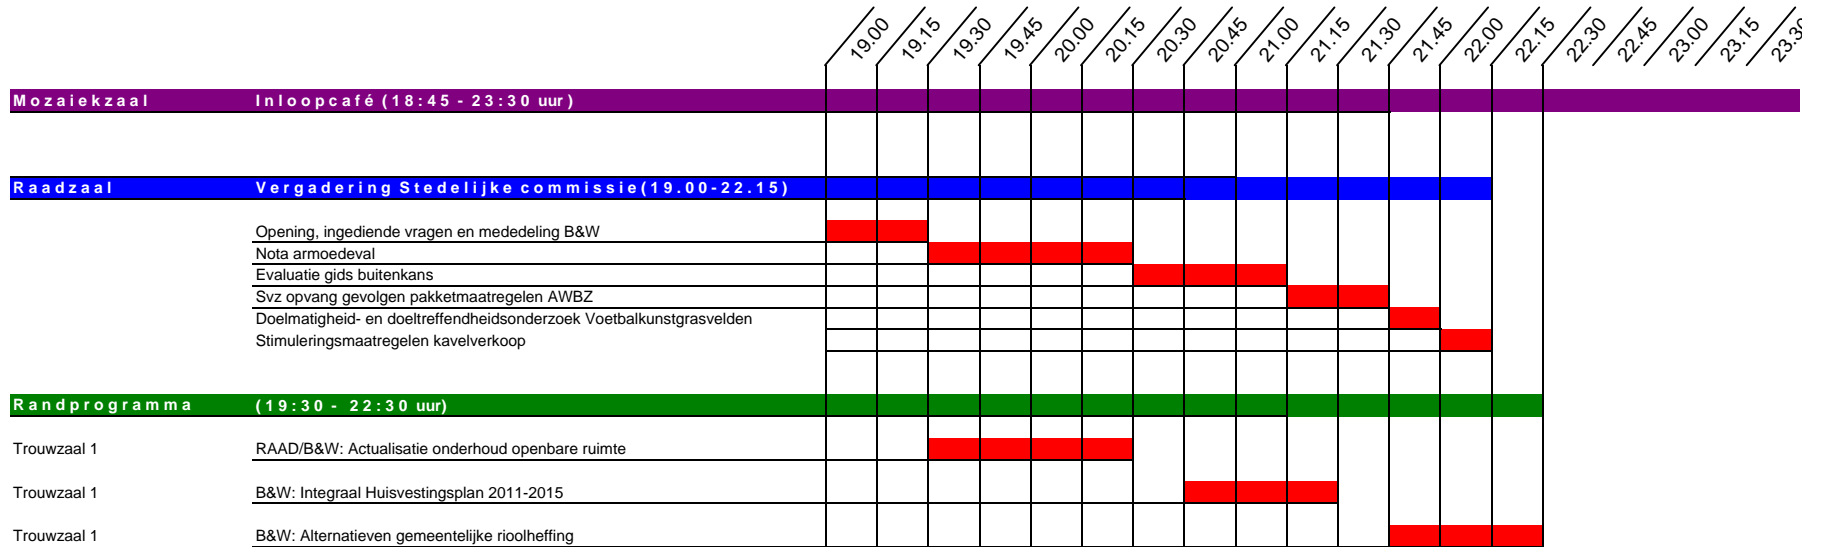 19.00 19.15 19.30 19.45 20.00 20.15 20.30 20.45 21.00 21.15 21.30 21.45 22.00 22.15 22.30 22.45 23.00 23.15 23.30
Mozaiekzaal Inloopcafé (18:45 - 23:30 uur)
Raadzaal Vergadering Stedelijke commissie(19.00-22.15)
Opening, ingediende vragen en mededeling B&W
Nota armoedeval
Evaluatie gids buitenkans
Svz opvang gevolgen pakketmaatregelen AWBZ
Doelmatigheid- en doeltreffendheidsonderzoek Voetbalkunstgrasvelden
Stimuleringsmaatregelen kavelverkoop
Randprogramma (19:30 - 22:30 uur)
Trouwzaal 1 RAAD/B&W: Actualisatie onderhoud openbare ruimte
Trouwzaal 1 B&W: Integraal Huisvestingsplan 2011-2015
Trouwzaal 1 B&W: Alternatieven gemeentelijke rioolheffing